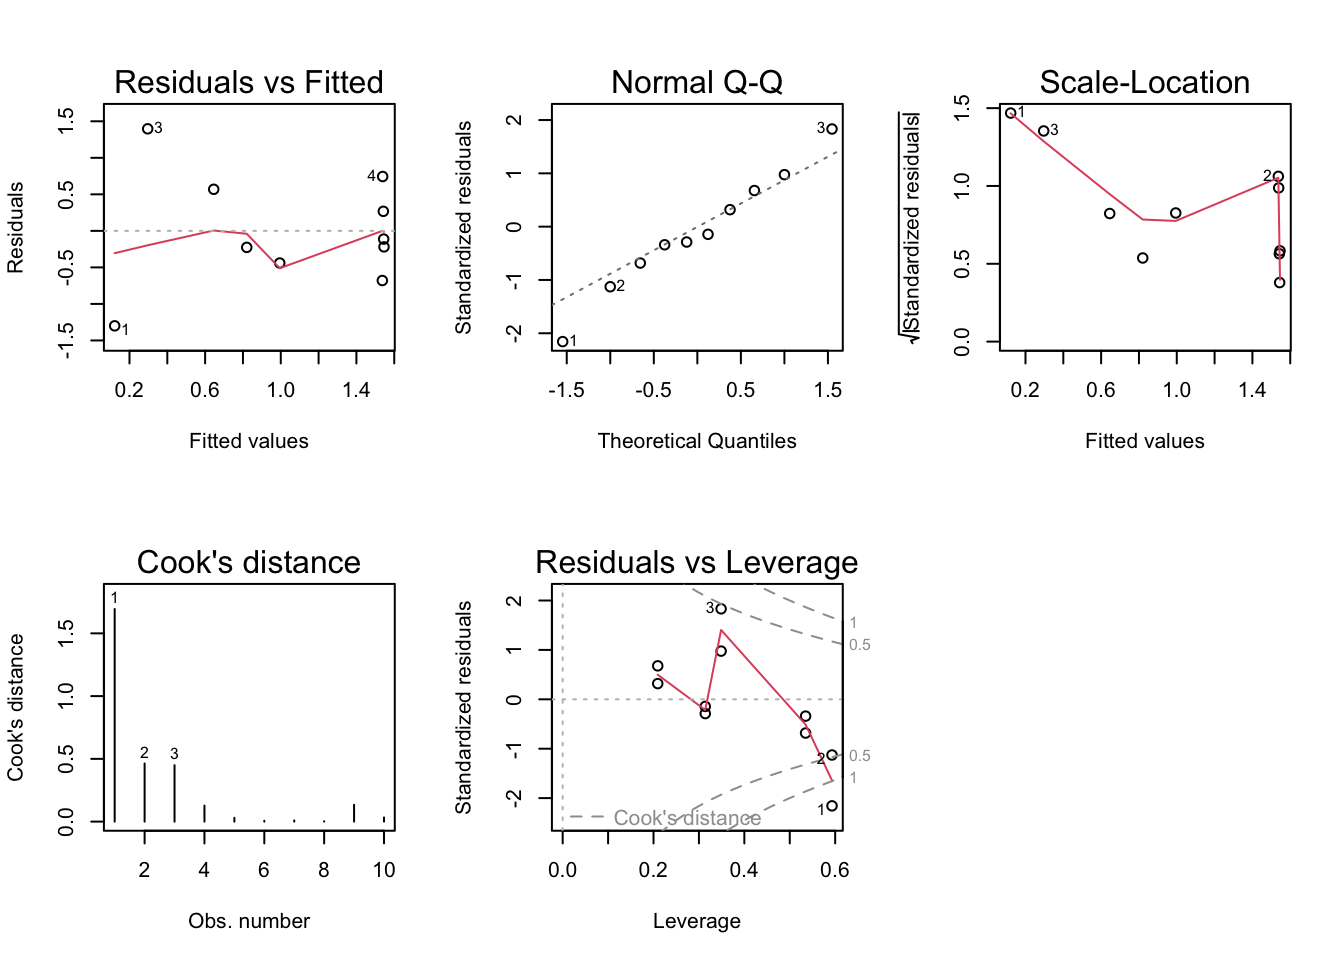 Residuals vs Fitted
Residuals
1.5
0.5
-0.5
-1.5
3
4
1
0.2 0.6 1.0 1.4
Fitted values
Normal Q-Q
Standardized residuals
2
1
0
-1
-2
3
2
1
-1.5 -0.5 0.5 1.5
Theoretical Quantiles
Scale-Location
√|Standardized residuals|
1.5
1.0
0.5
0.0
1
3
2
0.2 0.6 1.0 1.4
Fitted values
Cook's distance
Cook's distance
1.5
1.0
0.5
0.0
1
2
3
2 4 6 8 10
Obs. number
Residuals vs Leverage
Standardized residuals
2
1
0
-1
-2
3
2
1
1
0.5
0.5
1
Cook's distance
0.0 0.2 0.4 0.6
Leverage